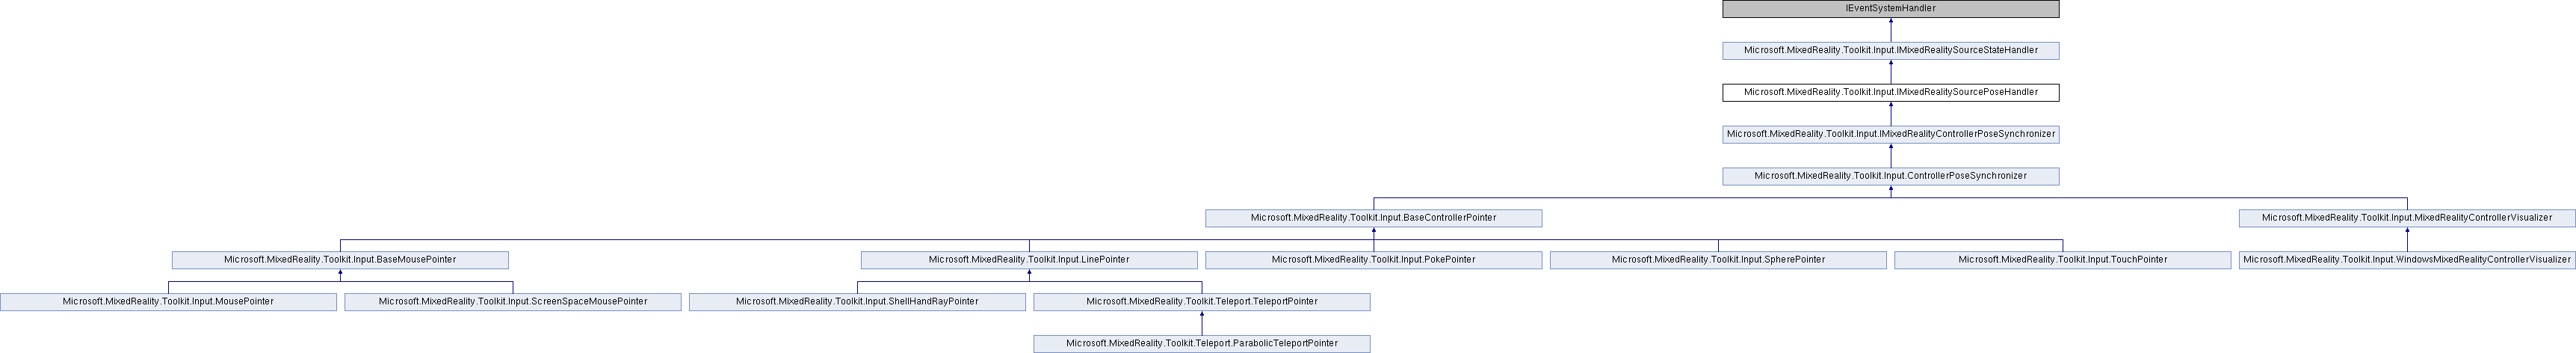 IEventSystemHandler
Microsoft.MixedReality.Toolkit.Input.IMixedRealitySourceStateHandler
Microsoft.MixedReality.Toolkit.Input.IMixedRealitySourcePoseHandler
Microsoft.MixedReality.Toolkit.Input.IMixedRealityControllerPoseSynchronizer
Microsoft.MixedReality.Toolkit.Input.ControllerPoseSynchronizer
Microsoft.MixedReality.Toolkit.Input.BaseControllerPointer
Microsoft.MixedReality.Toolkit.Input.MixedRealityControllerVisualizer
Microsoft.MixedReality.Toolkit.Input.BaseMousePointer
Microsoft.MixedReality.Toolkit.Input.LinePointer
Microsoft.MixedReality.Toolkit.Input.PokePointer
Microsoft.MixedReality.Toolkit.Input.SpherePointer
Microsoft.MixedReality.Toolkit.Input.TouchPointer
Microsoft.MixedReality.Toolkit.Input.WindowsMixedRealityControllerVisualizer
Microsoft.MixedReality.Toolkit.Input.MousePointer
Microsoft.MixedReality.Toolkit.Input.ScreenSpaceMousePointer
Microsoft.MixedReality.Toolkit.Input.ShellHandRayPointer
Microsoft.MixedReality.Toolkit.Teleport.TeleportPointer
Microsoft.MixedReality.Toolkit.Teleport.ParabolicTeleportPointer